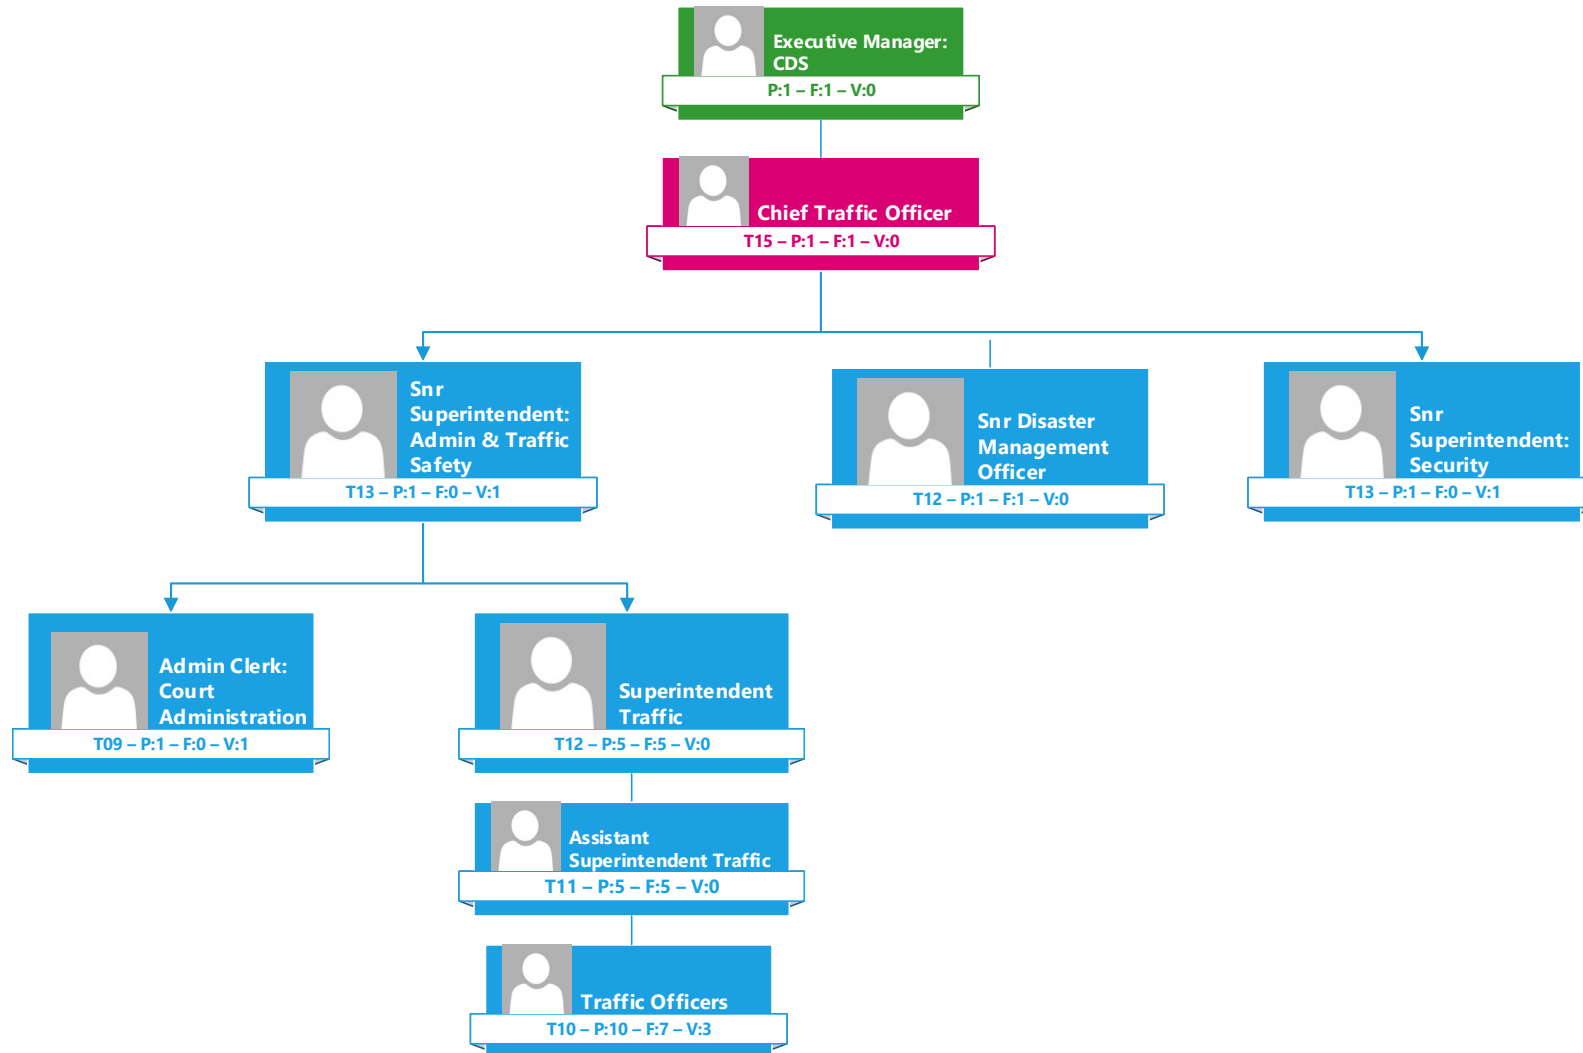 Executive Manager:
CDS
P:1 – F:1 – V:0
Chief Traffic Officer
T15 – P:1 – F:1 – V:0
Snr
Superintendent:
Admin & Traffic
Safety
T13 – P:1 – F:0 – V:1
Snr Disaster
Management
Officer
T12 – P:1 – F:1 – V:0
Snr
Superintendent:
Security
T13 – P:1 – F:0 – V:1
Admin Clerk:
Court
Administration
T09 – P:1 – F:0 – V:1
Superintendent
Traffic
T12 – P:5 – F:5 – V:0
Assistant
Superintendent Traffic
T11 – P:5 – F:5 – V:0
Traffic Officers
T10 – P:10 – F:7 – V:3